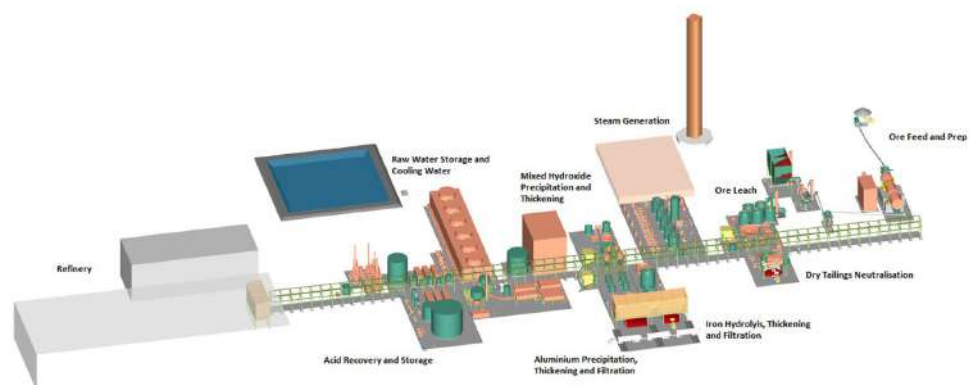 Steam Generation
Ore Feed and Prep
Raw Water Storage and
Cooling Water
Mixed Hydroxide
Precipitation and
Thickening
Ore Leach
Refinery
Dry Tailings Neutralisation
Iron Hydrolyis, Thickening
and Filtration
Acid Recovery and Storage
Aluminium Precipitation,
Thickening and Filtration